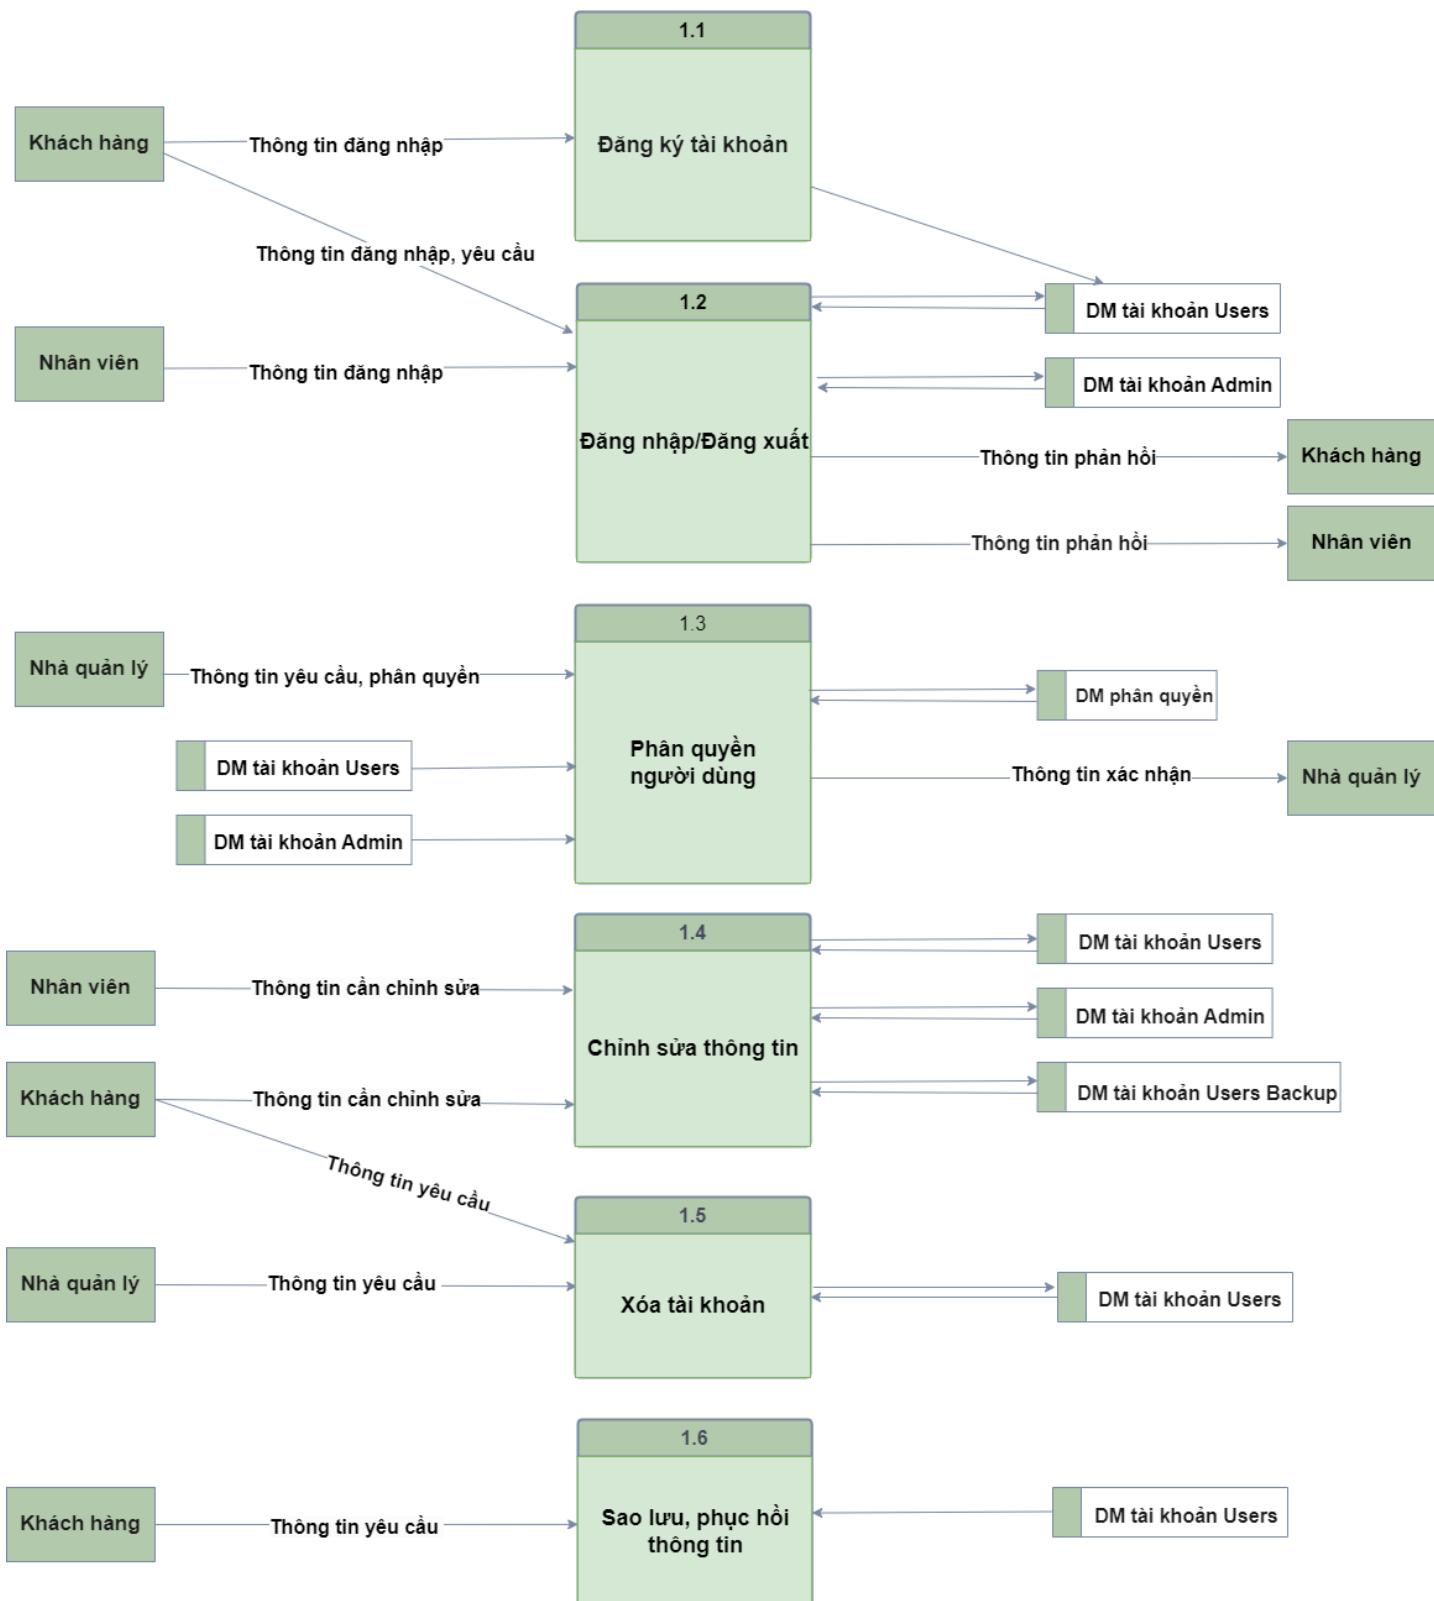 1.1
Khách hàng
Thông tin đăng nhập
Đăng ký tài khoản
Thông tin đăng nhập, yêu cầu
1.2
DM tài khoản Users
Nhân viên
Thông tin đăng nhập
DM tài khoản Admin
Đăng nhập/Đăng xuất
Thông tin phản hồi
Khách hàng
Thông tin phản hồi
Nhân viên
1.3
Nhà quản lý
Thông tin yêu cầu, phân quyền
DM phân quyền
Phân quyền
người dùng
DM tài khoản Users
Thông tin xác nhận
Nhà quản lý
DM tài khoản Admin
1.4
DM tài khoản Users
Nhân viên
Thông tin cần chỉnh sửa
DM tài khoản Admin
Chỉnh sửa thông tin
Khách hàng
Thông tin cần chỉnh sửa
DM tài khoản Users Backup
Thông tin yêu cầu
1.5
Nhà quản lý
Thông tin yêu cầu
Xóa tài khoản
DM tài khoản Users
1.6
Khách hàng
Thông tin yêu cầu
Sao lưu, phục hồi
thông tin
DM tài khoản Users